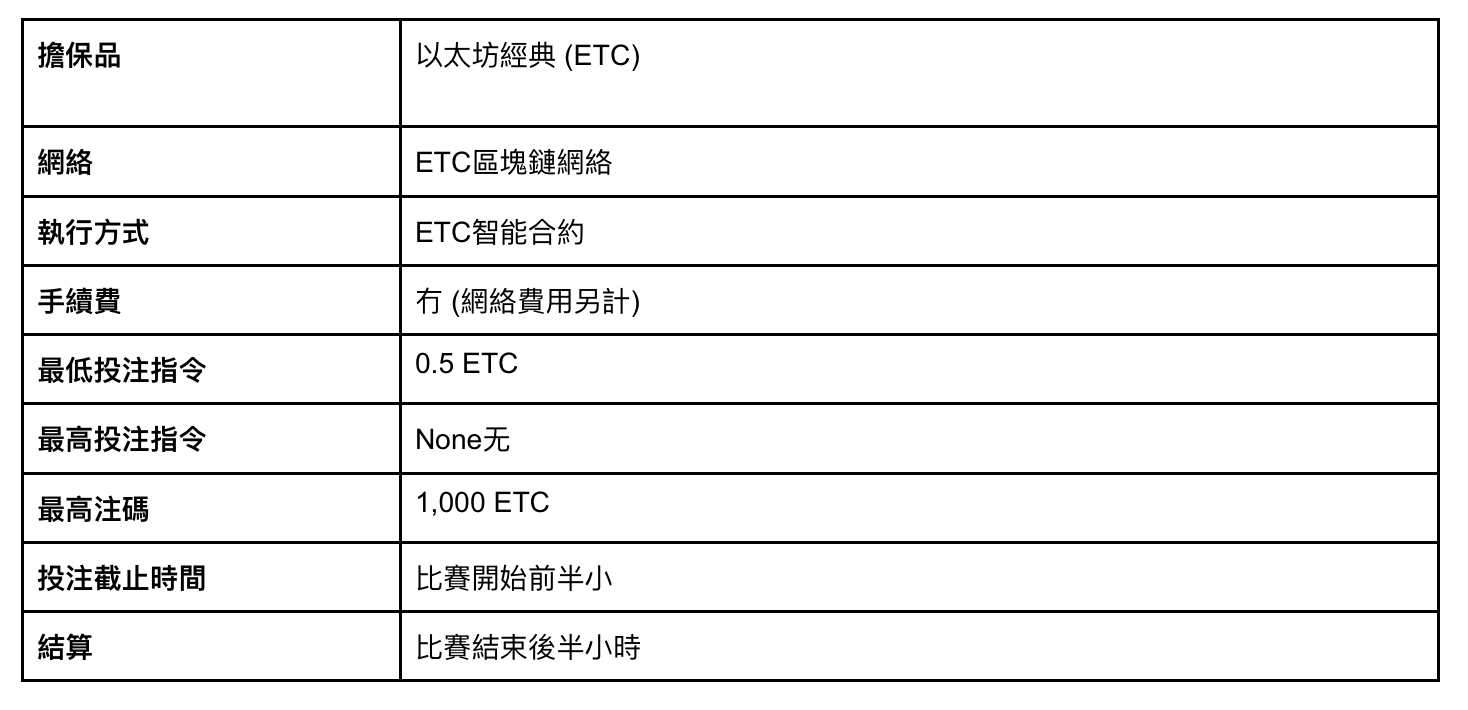 擔保品 以太坊經典 (ETC)
網絡 ETC區塊鏈網絡
執行方式 ETC智能合約
手續費 冇 (網絡費用另計)
最低投注指令 0.5 ETC
最高投注指令 None无
最高注碼 1,000 ETC
投注截止時間 比賽開始前半小
結算 比賽結束後半小時